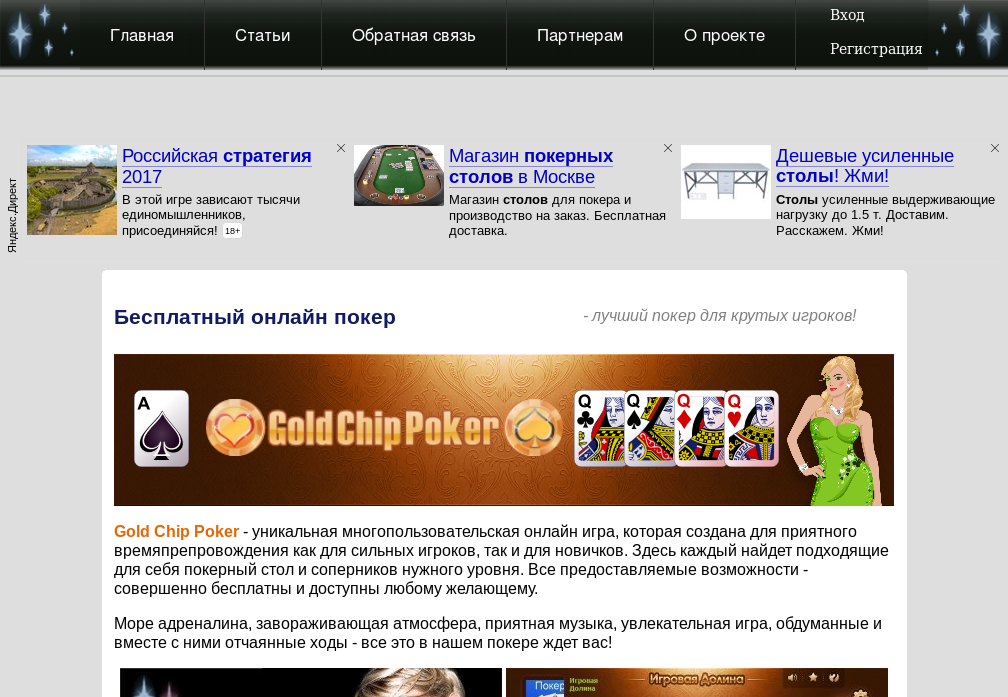 Главная
Статьи
Обратная связь
Партнерам
О проекте
Вход
Регистрация
Яндекс.Директ
Российская стратегия
2017
В этой игре зависают тысячи
единомышленников,
присоединяйся! 18+
Магазин покерных
столов в Москве
Магазин столов для покера и
производство на заказ. Бесплатная
доставка.
Дешевые усиленные
столы! Жми!
Столы усиленные выдерживающие
нагрузку до 1.5 т. Доставим.
Расскажем. Жми!
Бесплатный онлайн покер
- лучший покер для крутых игроков!
A
Gold Chip Poker
Q
Q
Q
Q
Gold Chip Poker - уникальная многопользовательская онлайн игра, которая создана для приятного
времяпрепровождения как для сильных игроков, так и для новичков. Здесь каждый найдет подходящие
для себя покерный стол и соперников нужного уровня. Все предоставляемые возможности -
совершенно бесплатны и доступны любому желающему.
Море адреналина, завораживающая атмосфера, приятная музыка, увлекательная игра, обдуманные и
вместе с ними отчаянные ходы - все это в нашем покере ждет вас!
Покер
Игровая
Долина
Игровая Долина